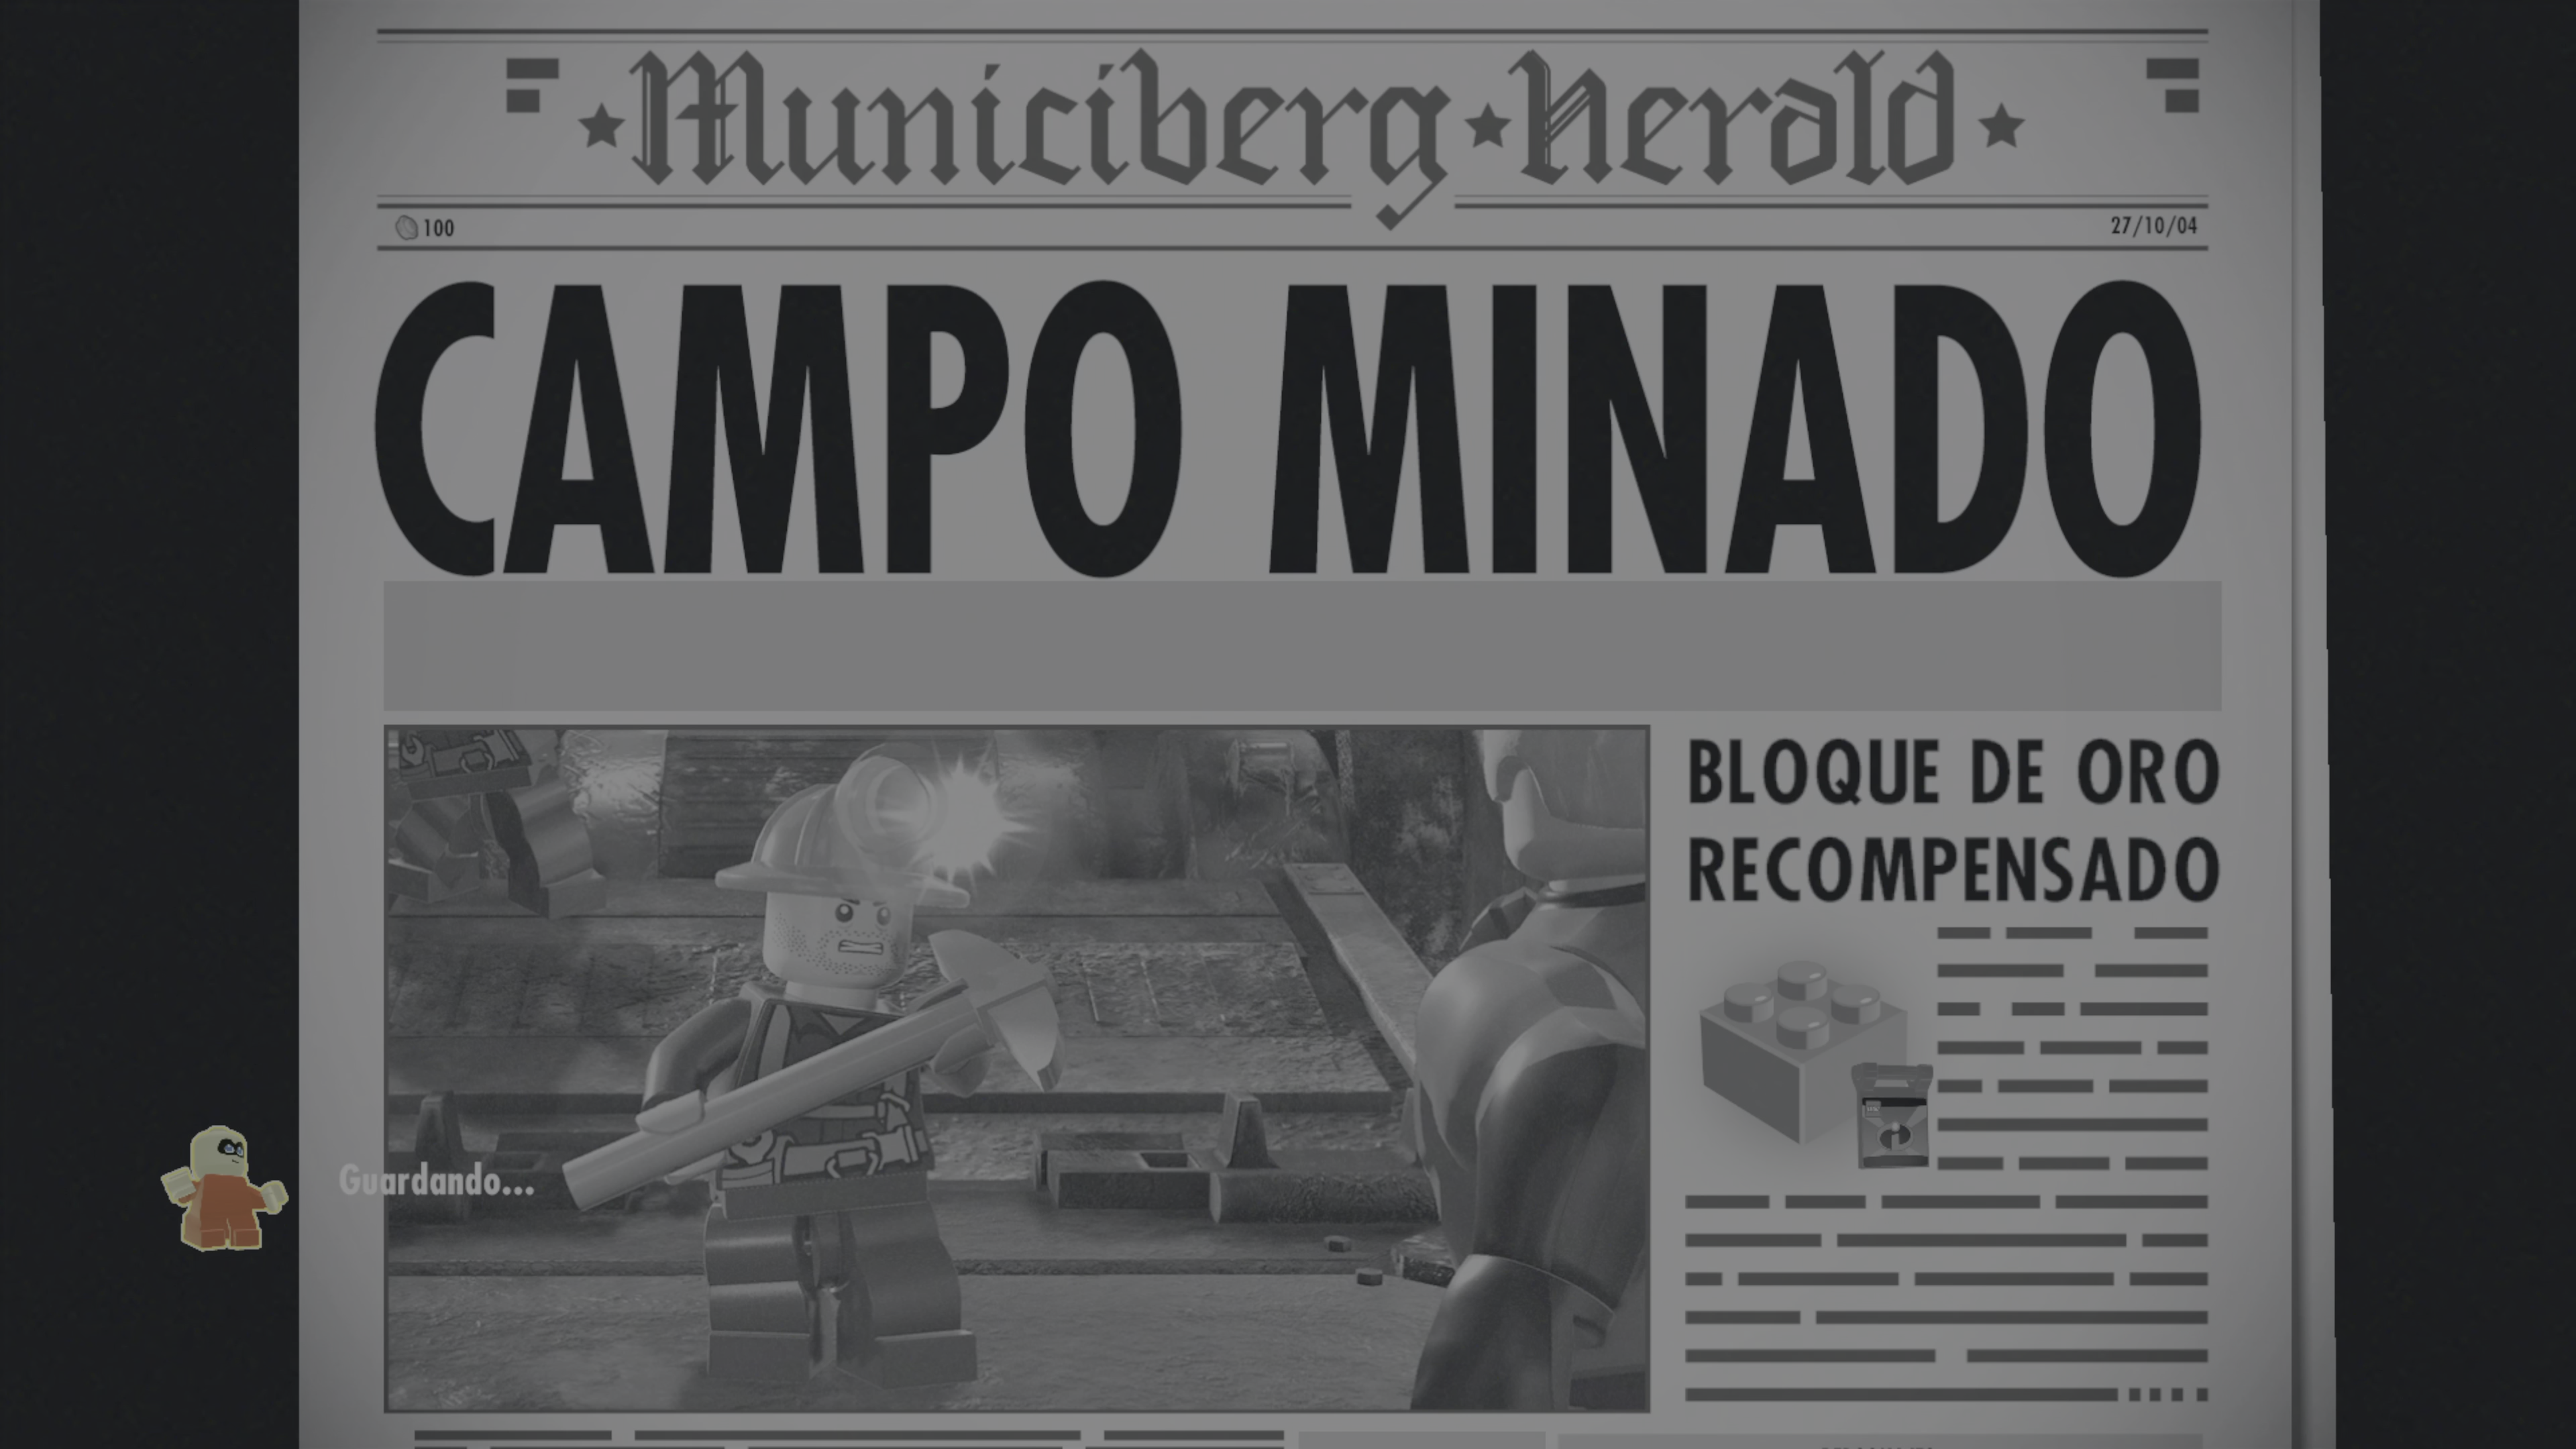 Municiberg Herald
100
27/10/04
CAMPO MINADO
BLOQUE DE ORO
RECOMPENSADO
Guardando...